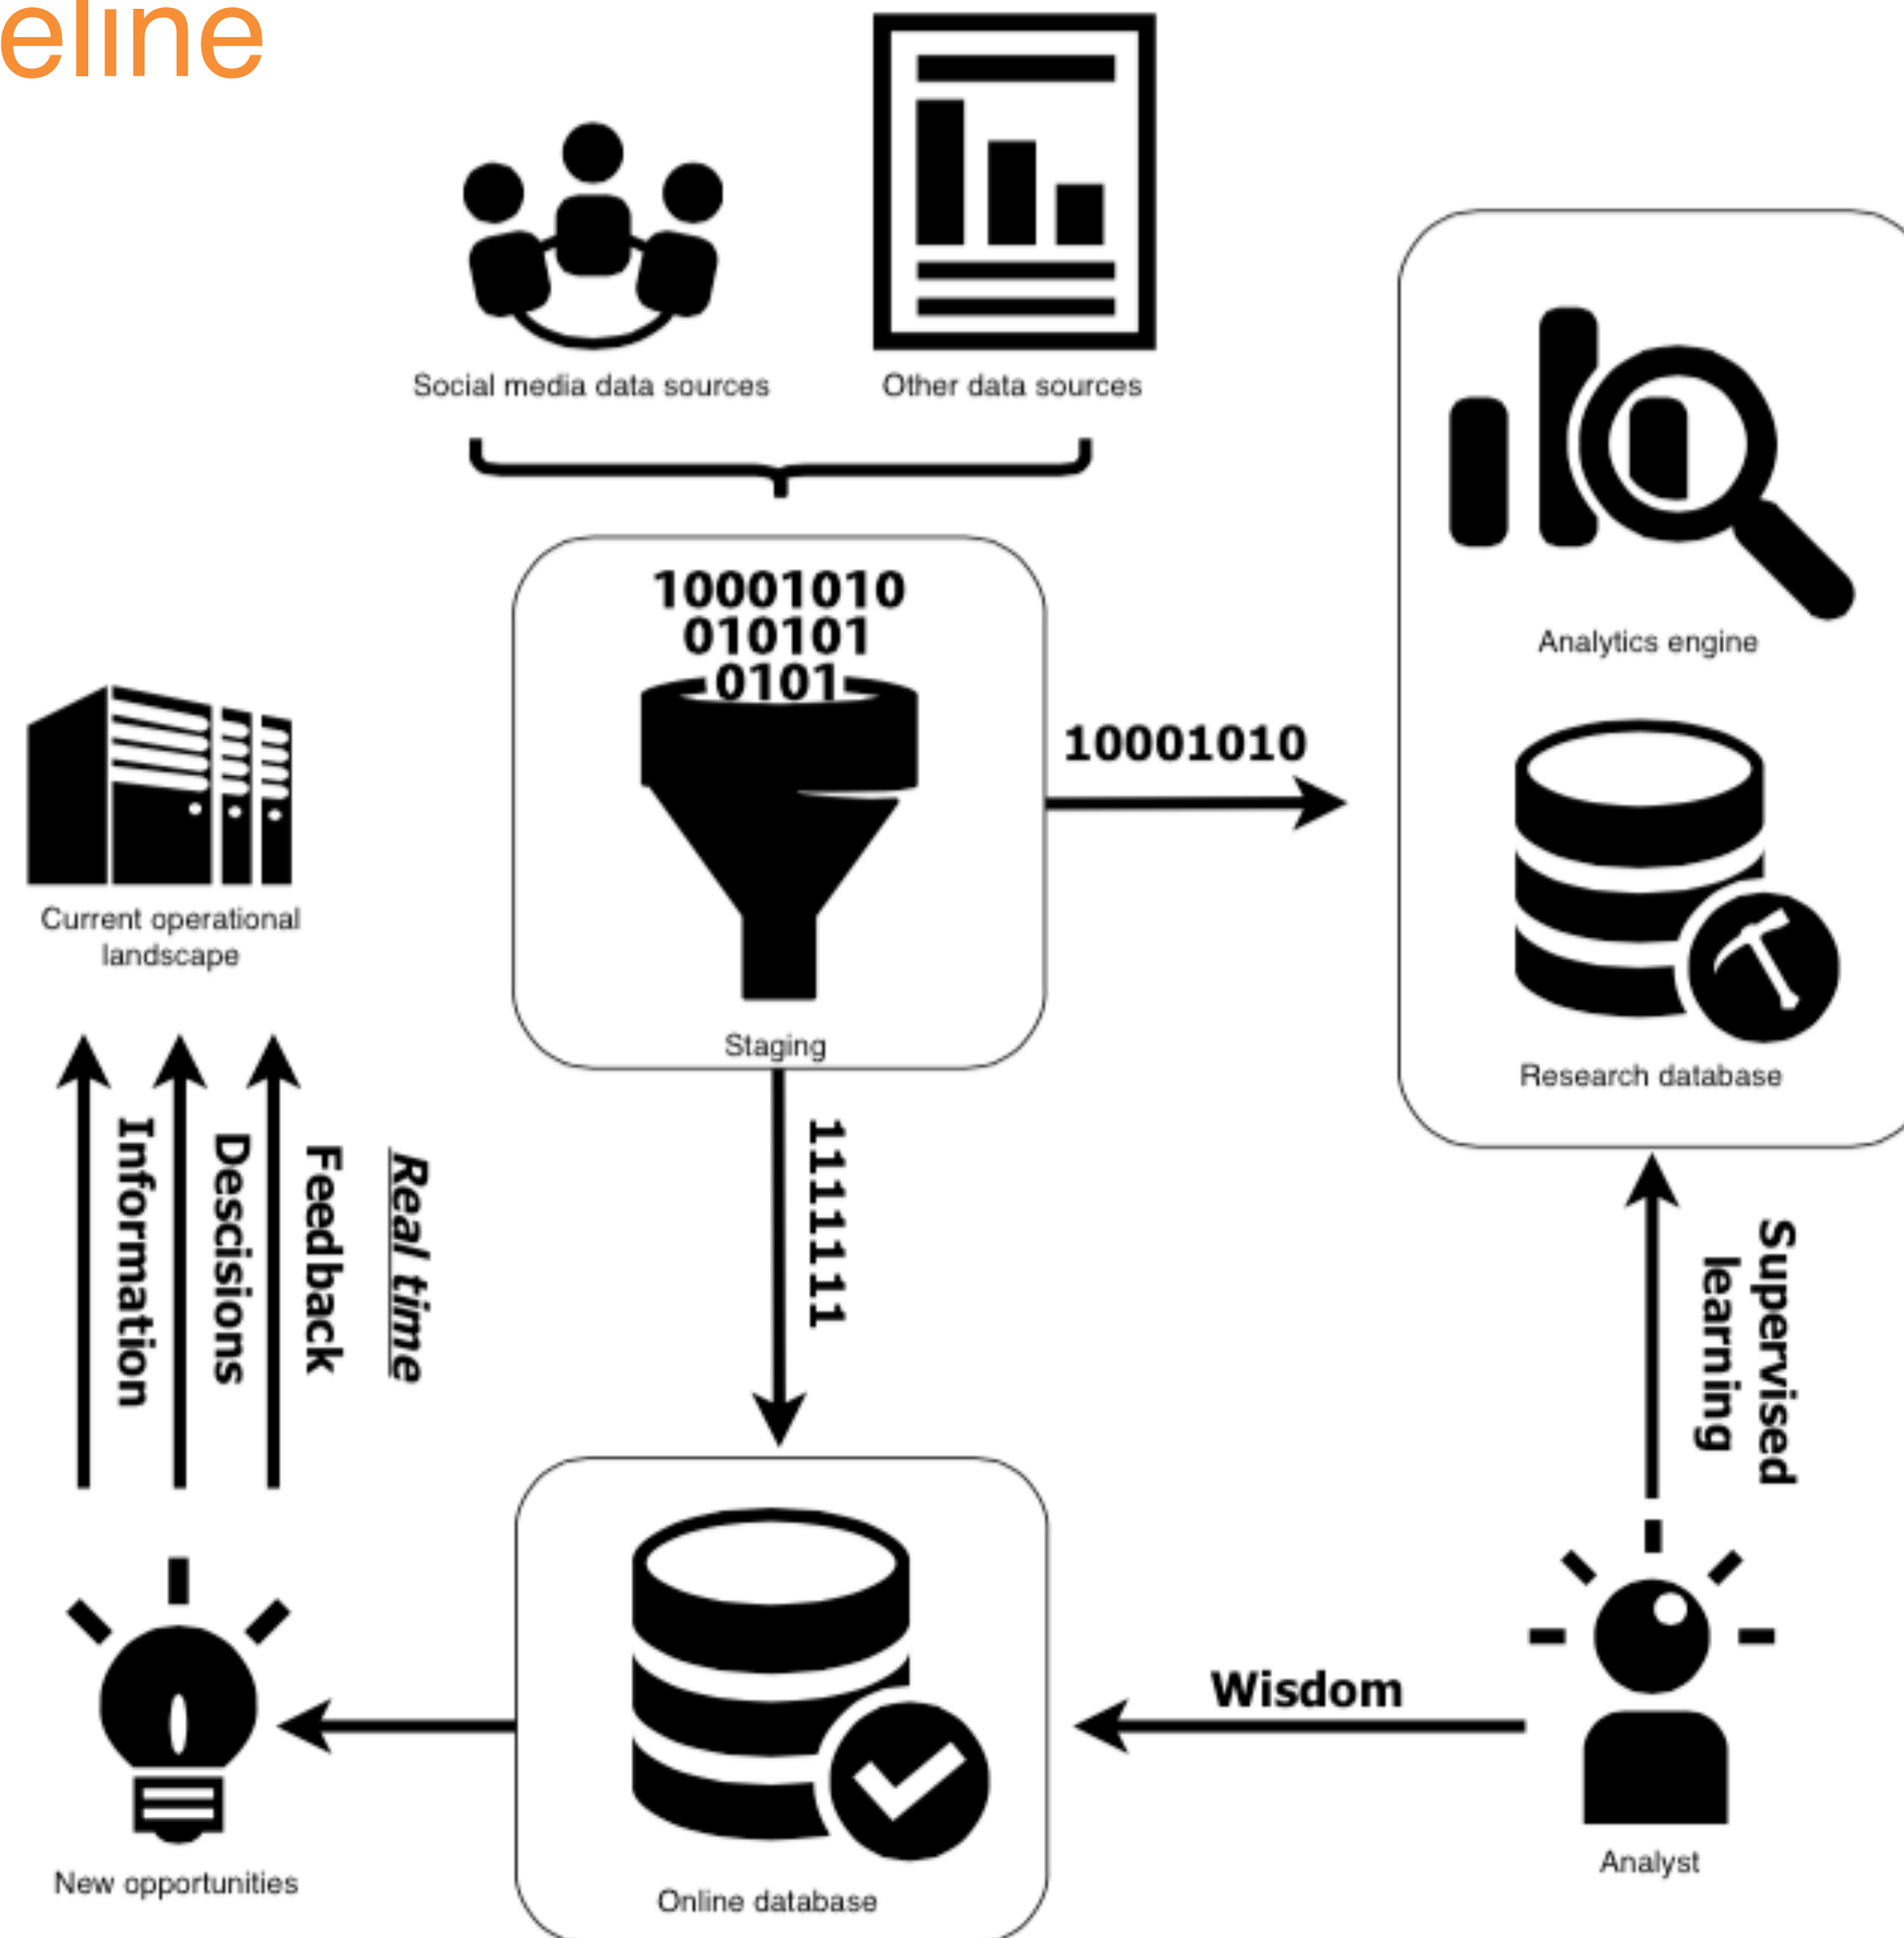 eline
Social media data sources
Other data sources
10001010
010101
0101
Analytics engine
10001010
Current operational
landscape
Staging
Research database
Information
Descisions
Feedback
Real time
11111111
Supervised
learning
Wisdom
New opportunities
Online database
Analyst